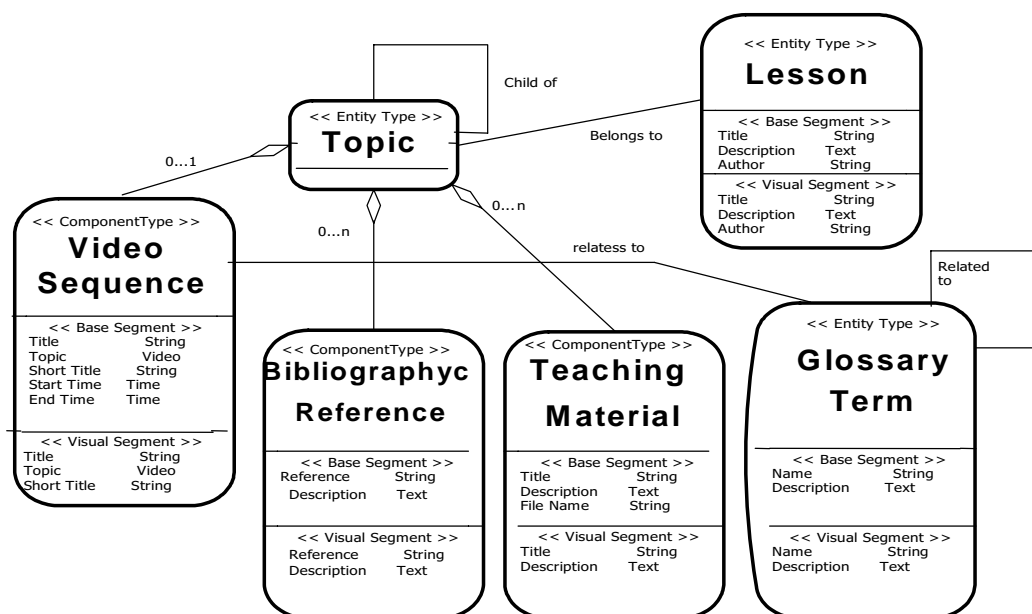 Child of
<< Entity Type >>
Topic
<< Entity Type >>
Lesson
<< Base Segment >>
Title String
Description Text
Author String
<< Visual Segment >>
Title String
Description Text
Author String
Belongs to
0...1
0...n
0...n
relatess to
<< ComponentType >>
Video
Sequence
<< Base Segment >>
Title String
Topic Video
Short Title String
Start Time Time
End Time Time
<< Visual Segment >>
Title String
Topic Video
Short Title String
<< ComponentType >>
Bibliographyc
Reference
<< Base Segment >>
Reference String
Description Text
<< Visual Segment >>
Reference String
Description Text
<< ComponentType >>
Teaching
Material
<< Base Segment >>
Title String
Description Text
File Name String
<< Visual Segment >>
Title String
Description Text
Related
to
<< Entity Type >>
Glossary
Term
<< Base Segment >>
Name String
Description Text
<< Visual Segment >>
Name String
Description Text